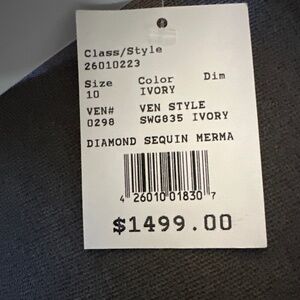 Class/Style
26010223
Size Color Dim
10 IVORY
VEN# VEN STYLE
0298 SWG835 IVORY
DIAMOND SEQUIN MERMA
4 26010 01830 7
$1499.00